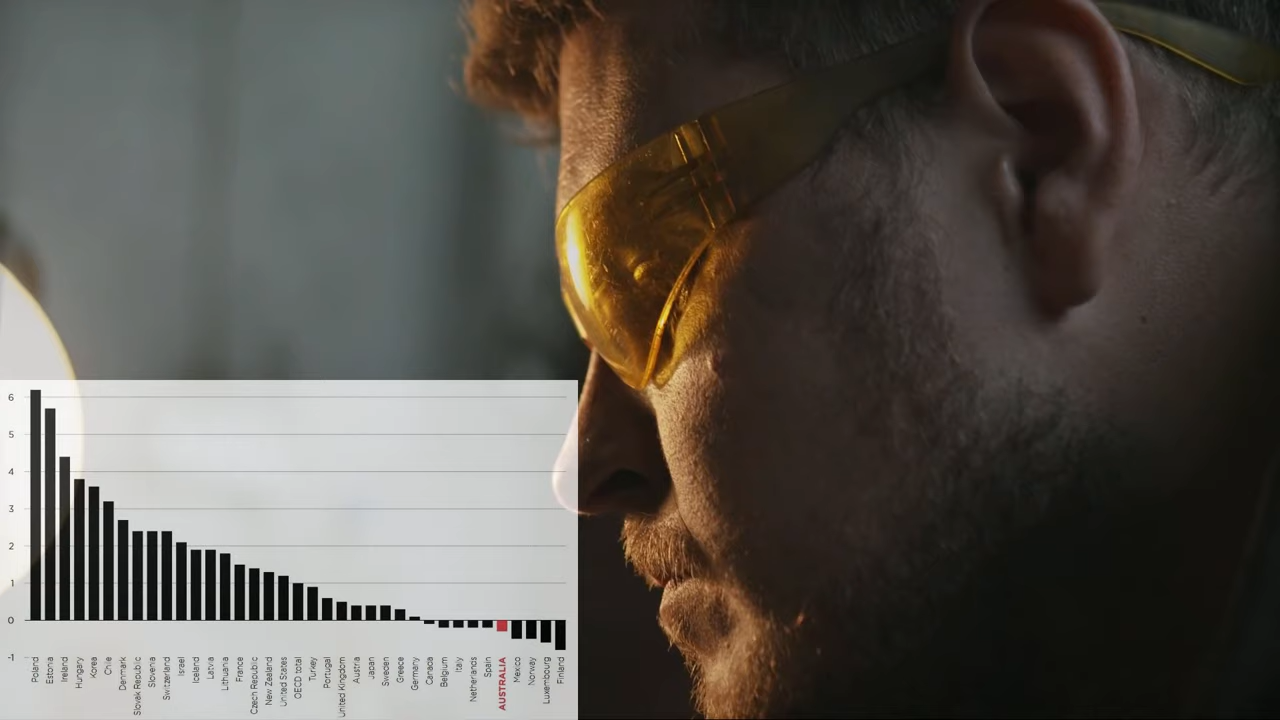 6
5
4
3
2
1
0
-1
Poland
Estonia
Ireland
Hungary
Korea
Chile
Denmark
Slovak Republic
Slovenia
Switzerland
Israel
Iceland
Latvia
Lithuania
France
Czech Republic
New Zealand
United States
OECD total
Turkey
Portugal
United Kingdom
Austria
Japan
Sweden
Greece
Germany
Canada
Belgium
Italy
Netherlands
Spain
AUSTRALIA
Mexico
Norway
Luxembourg
Finland